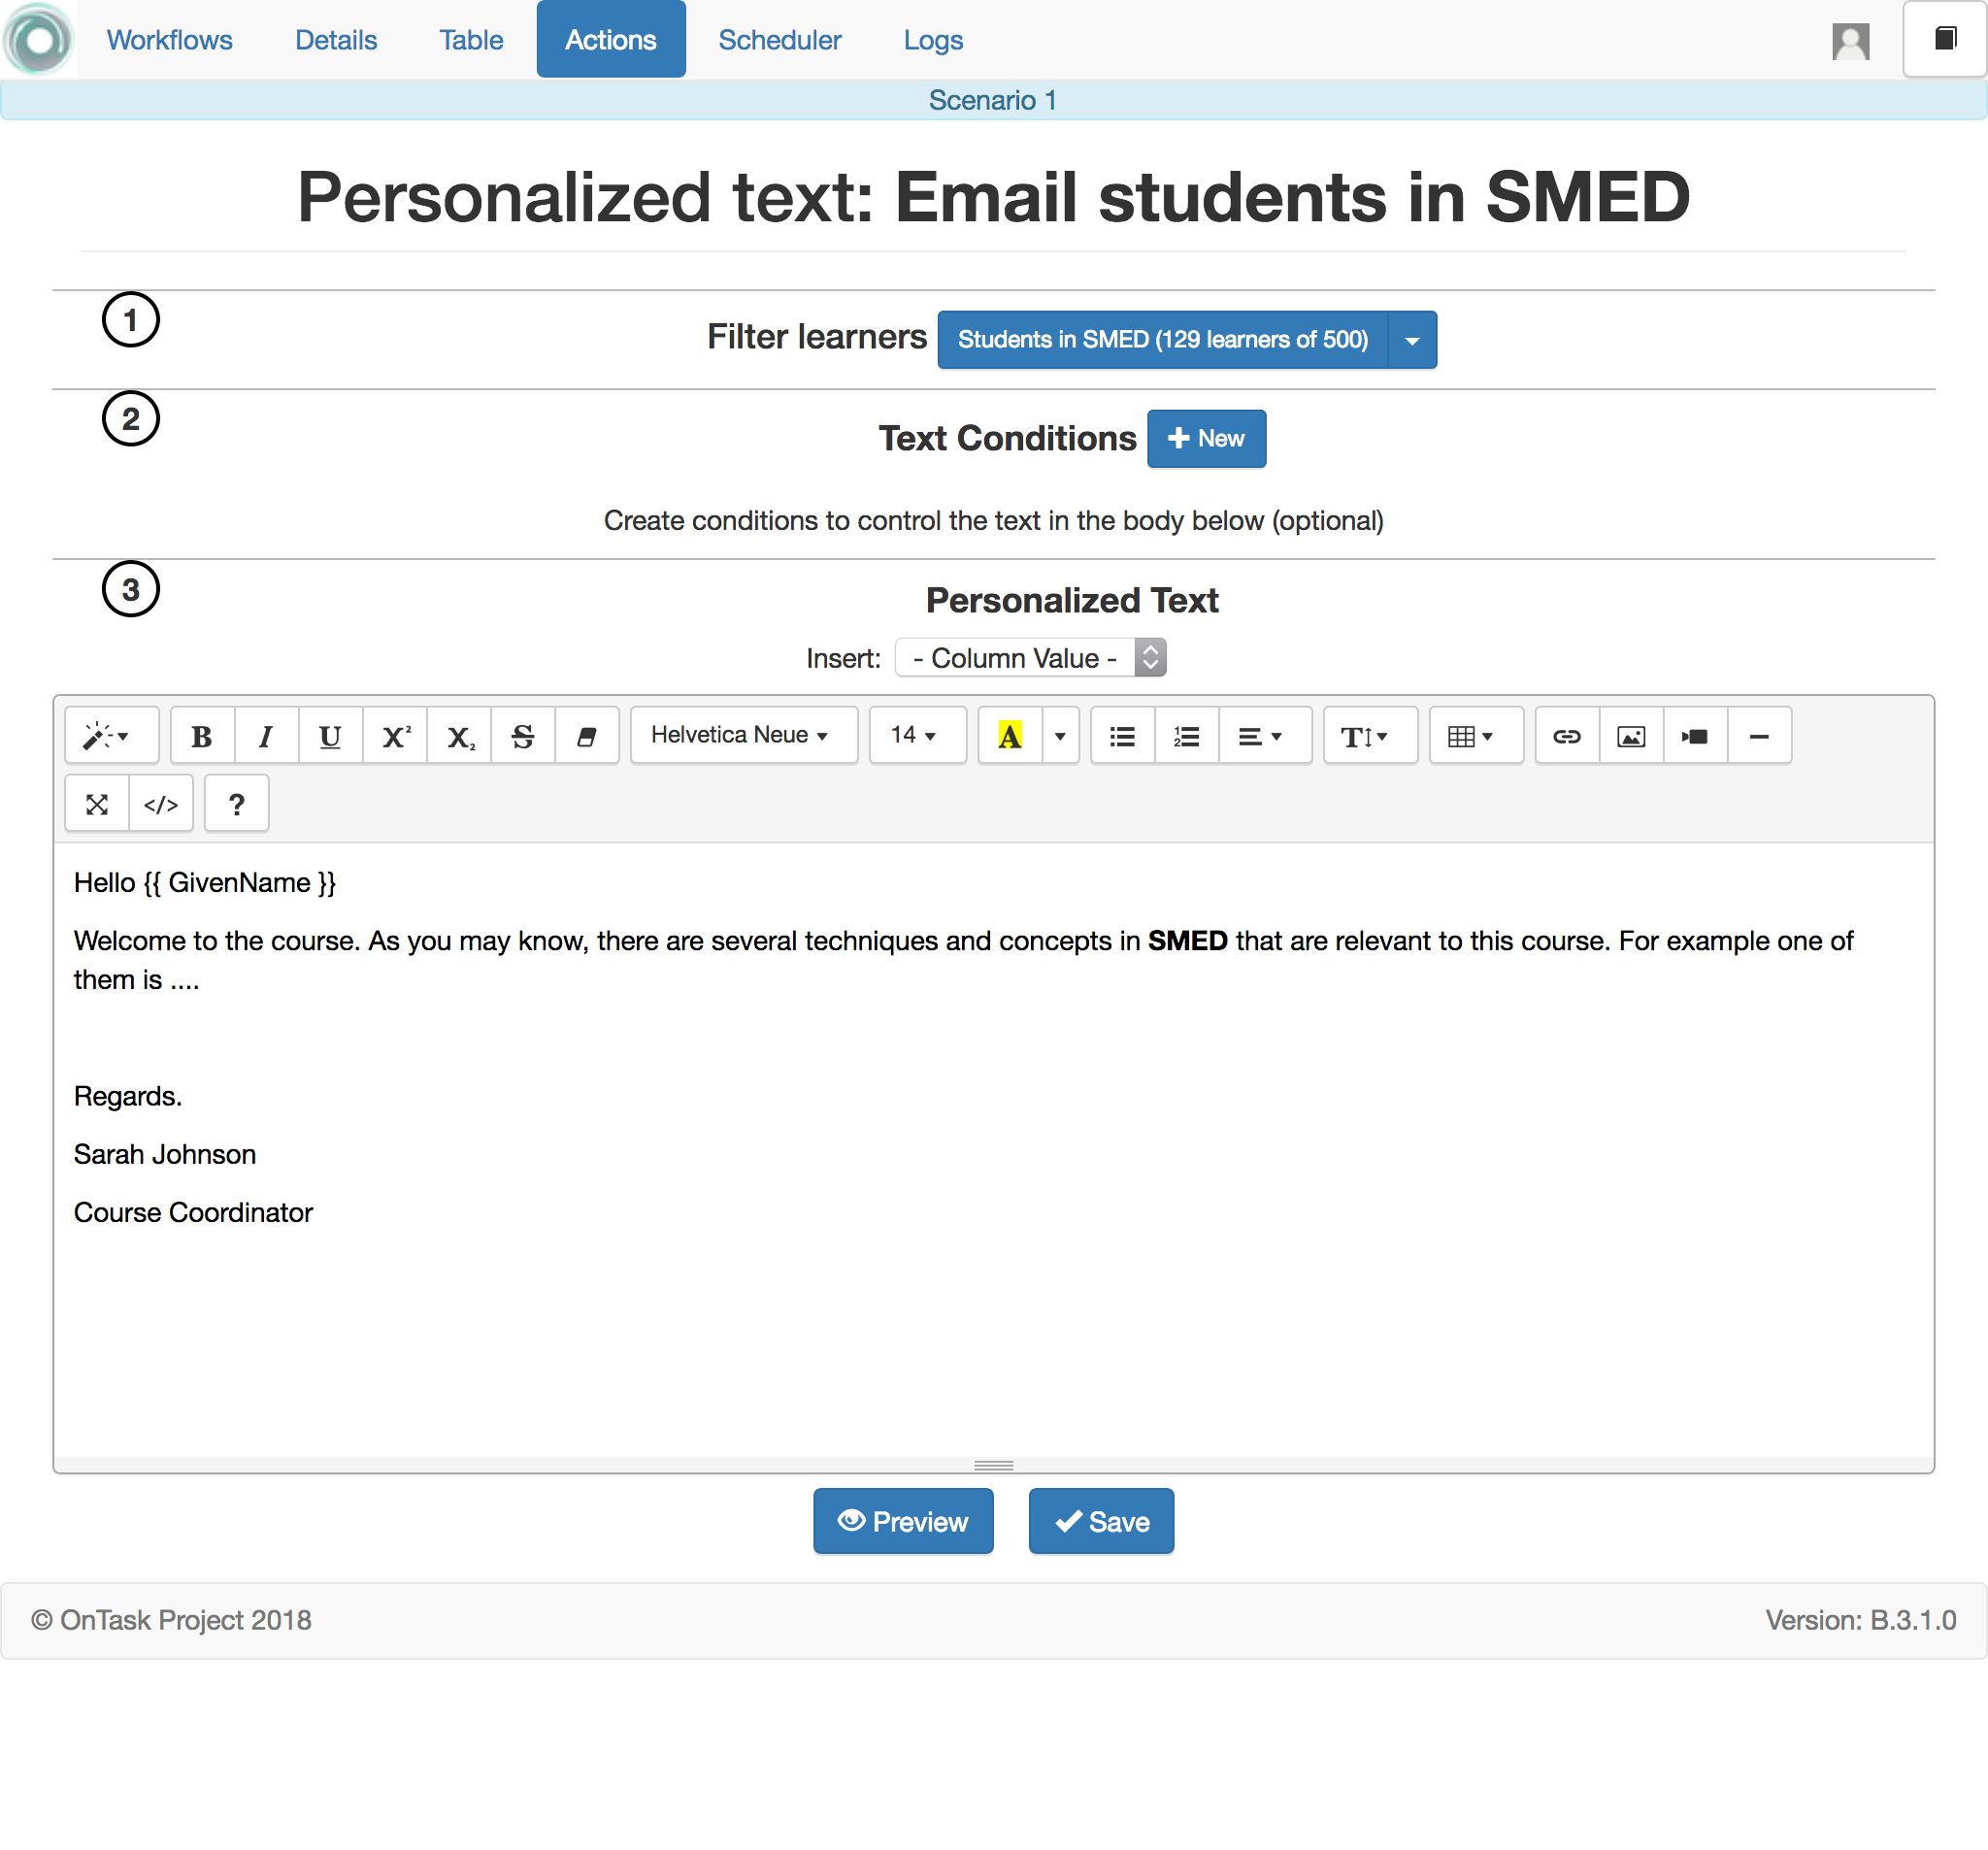 Workflows Details Table Actions Scheduler Logs
Scenario 1
Personalized text: Email students in SMED
1
Filter learners Students in SMED (129 learners of 500)
2
Text Conditions New
Create conditions to control the text in the body below (optional)
3
Personalized Text
Insert: - Column Value -
B I U X² X₂ S Helvetica Neue 14 A T
</> ?
Hello {{ GivenName }}
Welcome to the course. As you may know, there are several techniques and concepts in SMED that are relevant to this course. For example one of
them is ....
Regards.
Sarah Johnson
Course Coordinator
Preview Save
© OnTask Project 2018 Version: B.3.1.0